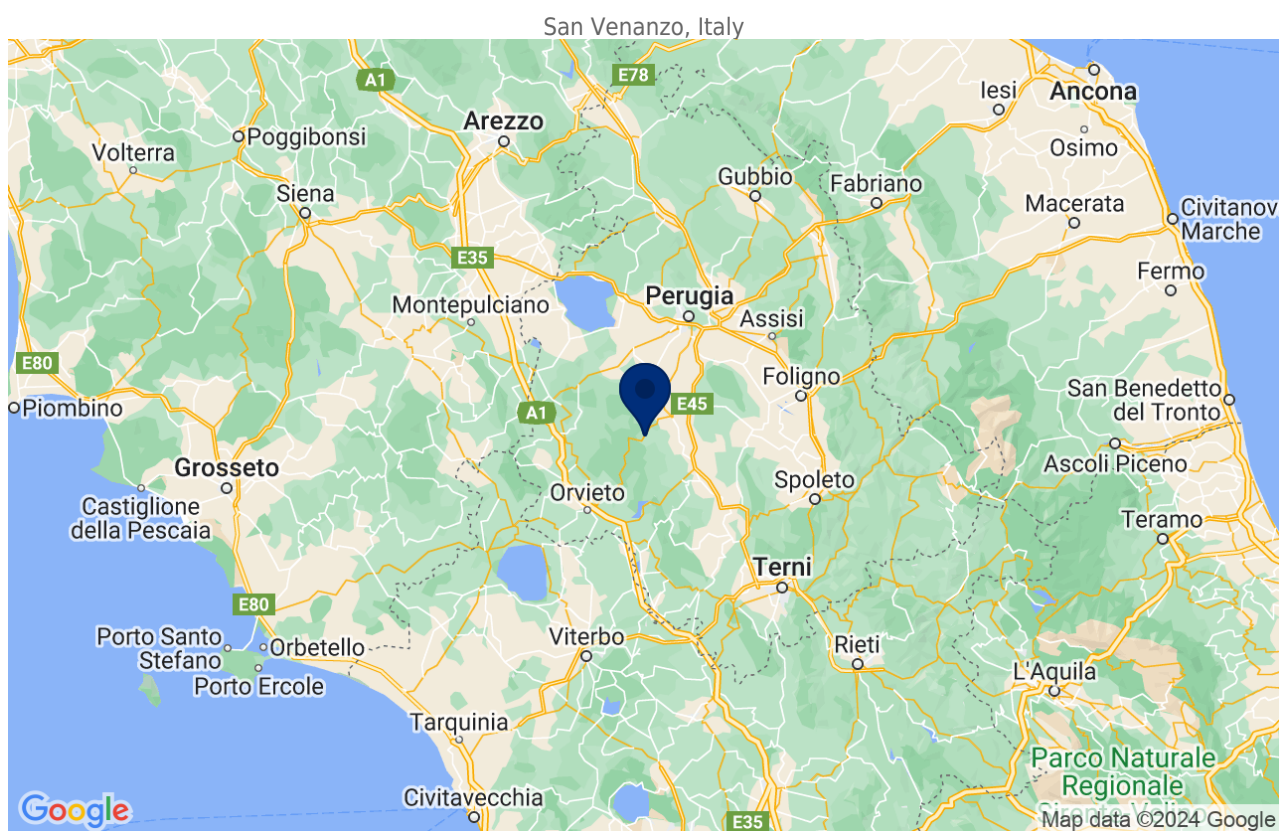 San Venanzo, Italy
A1
E78
Iesi
Ancona
Arezzo
Poggibonsi
Osimo
Volterra
Gubbio
Fabriano
Siena
Macerata
Civitanov
Marche
E35
Fermo
Montepulciano
Perugia
Assisi
E80
Foligno
San Benedetto
del Tronto
Piombino
A1
E45
Ascoli Piceno
Grosseto
Spoleto
Orvieto
Castiglione
della Pescaia
Teramo
Terni
E80
Porto Santo
Stefano
Orbetello
Viterbo
Rieti
Porto Ercole
L'Aquila
Tarquinia
Parco Naturale
Regionale
Sirente Velino
Civitavecchia
Google
E35
Map data ©2024 Google